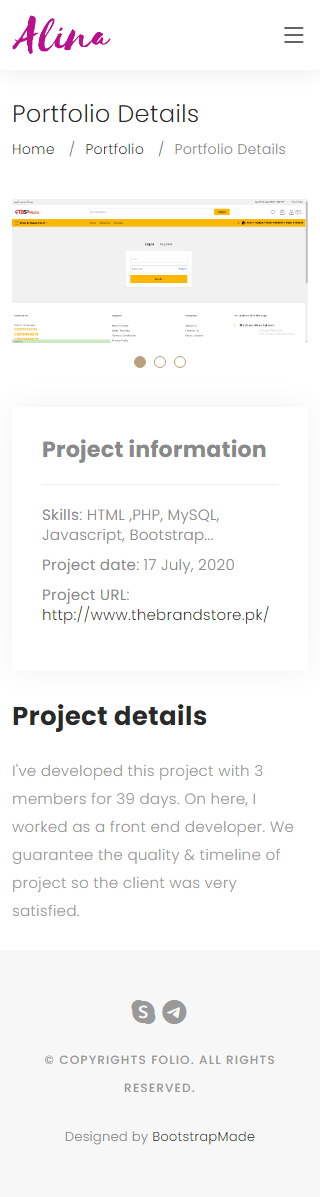 Alina
Portfolio Details
Home / Portfolio / Portfolio Details
Project information
Skills: HTML ,PHP, MySQL,
Javascript, Bootstrap...
Project date: 17 July, 2020
Project URL:
http://www.thebrandstore.pk/
Project details
I've developed this project with 3
members for 39 days. On here, I
worked as a front end developer. We
guarantee the quality & timeline of
project so the client was very
satisfied.
© COPYRIGHTS FOLIO. ALL RIGHTS
RESERVED.
Designed by BootstrapMade